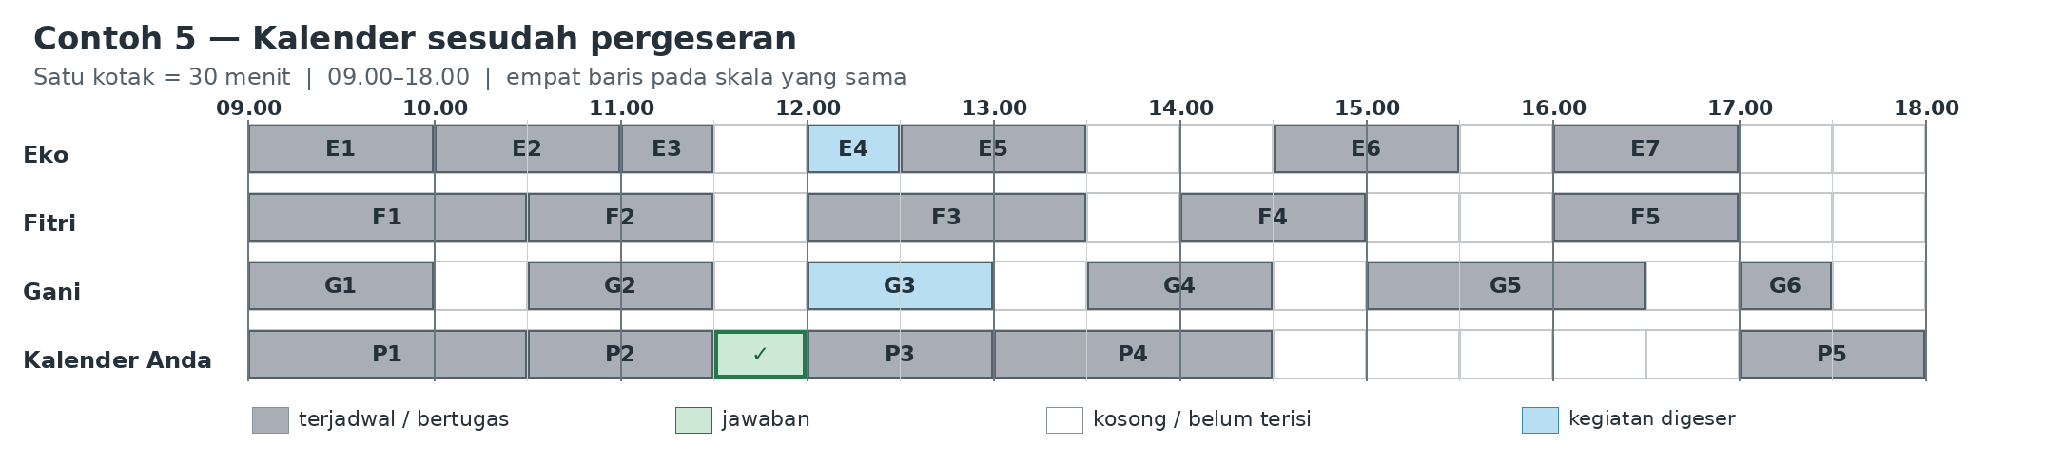 Contoh 5 — Kalender sesudah pergeseran
Satu kotak = 30 menit | 09.00–18.00 | empat baris pada skala yang sama
09.00 10.00 11.00 12.00 13.00 14.00 15.00 16.00 17.00 18.00
Eko E1 E2 E3 E4 E5 E6 E7
Fitri F1 F2 F3 F4 F5
Gani G1 G2 G3 G4 G5 G6
Kalender Anda P1 P2 ✓ P3 P4 P5
terjadwal / bertugas jawaban kosong / belum terisi kegiatan digeser